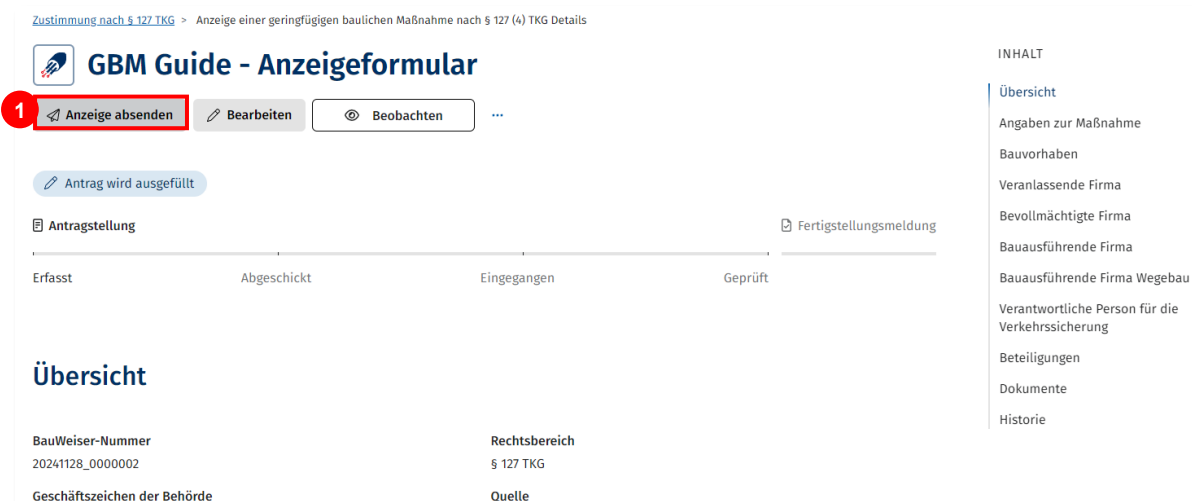 Zustimmung nach § 127 TKG > Anzeige einer geringfügigen baulichen Maßnahme nach § 127 (4) TKG Details
GBM Guide - Anzeigeformular
1 Anzeige absenden Bearbeiten Beobachten ...
Antrag wird ausgefüllt
Antragstellung Fertigstellungsmeldung
Erfasst Abgeschickt Eingegangen Geprüft
Übersicht
BauWeiser-Nummer Rechtsbereich
20241128_0000002 § 127 TKG
Geschäftszeichen der Behörde Quelle
INHALT
Übersicht
Angaben zur Maßnahme
Bauvorhaben
Veranlassende Firma
Bevollmächtigte Firma
Bauausführende Firma
Bauausführende Firma Wegebau
Verantwortliche Person für die
Verkehrssicherung
Beteiligungen
Dokumente
Historie